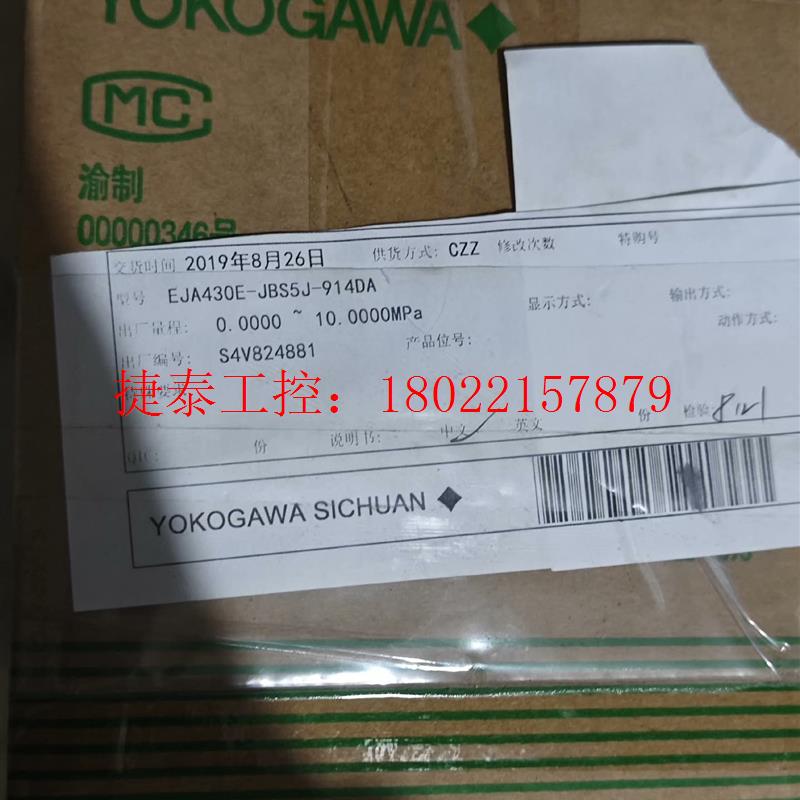 YOKOGAWA
MC
渝制
00000346号
交货时间 2019年8月26日 供货方式: CZZ 修改次数 特购号
型号 EJA430E-JBS5J-914DA 显示方式: 输出方式:
出厂量程: 0.0000 ~ 10.0000MPa 动作方式:
出厂编号: S4V824881 产品位号:
捷泰工控：18022157879
份 检验
QIC: 份 说明书: 中文 英文
YOKOGAWA SICHUAN